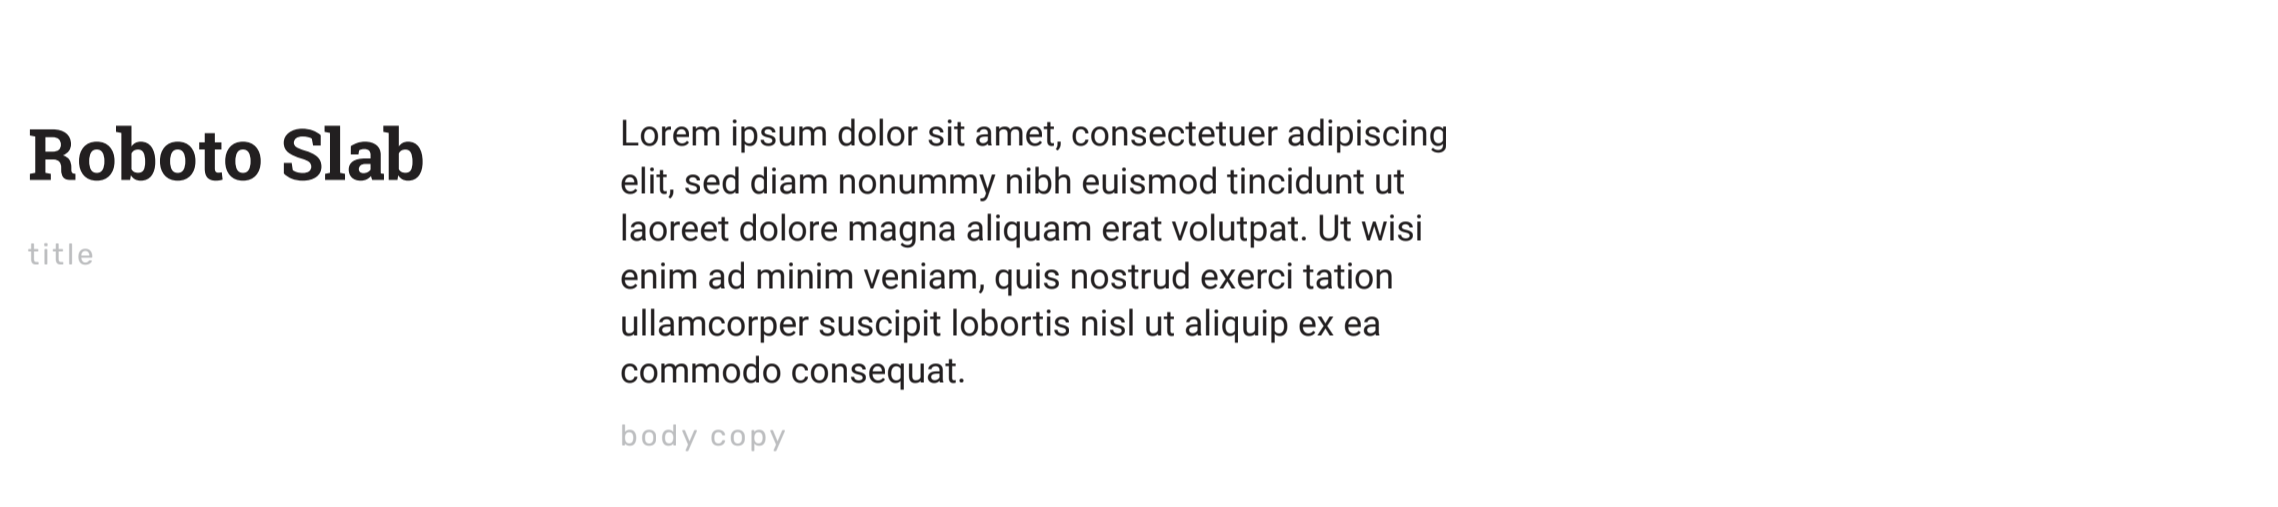 Roboto Slab
title
Lorem ipsum dolor sit amet, consectetuer adipiscing
elit, sed diam nonummy nibh euismod tincidunt ut
laoreet dolore magna aliquam erat volutpat. Ut wisi
enim ad minim veniam, quis nostrud exerci tation
ullamcorper suscipit lobortis nisl ut aliquip ex ea
commodo consequat.
body copy